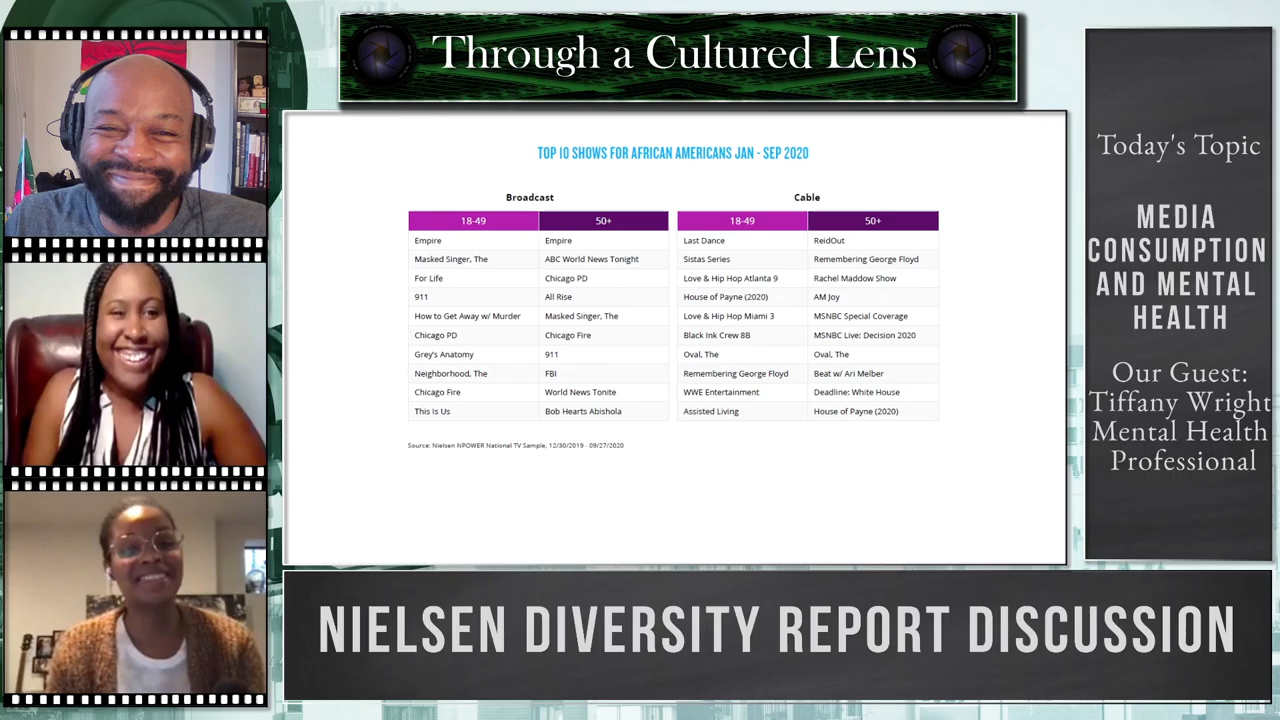 Through a Cultured Lens
TOP 10 SHOWS FOR AFRICAN AMERICANS JAN - SEP 2020
Broadcast
Cable
18-49 50+ 18-49 50+
Empire Empire Last Dance ReidOut
Masked Singer, The ABC World News Tonight Sistas Series Remembering George Floyd
For Life Chicago PD Love & Hip Hop Atlanta 9 Rachel Maddow Show
911 All Rise House of Payne (2020) AM Joy
How to Get Away w/ Murder Masked Singer, The Love & Hip Hop Miami 3 MSNBC Special Coverage
Chicago PD Chicago Fire Black Ink Crew 8B MSNBC Live: Decision 2020
Grey's Anatomy 911 Oval, The Oval, The
Neighborhood, The FBI Remembering George Floyd Beat w/ Ari Melber
Chicago Fire World News Tonite WWE Entertainment Deadline: White House
This Is Us Bob Hearts Abishola Assisted Living House of Payne (2020)
Source: Nielsen NPOWER National TV Sample, 12/30/2019 - 09/27/2020
Today's Topic
MEDIA
CONSUMPTION
AND MENTAL
HEALTH
Our Guest:
Tiffany Wright
Mental Health
Professional
NIELSEN DIVERSITY REPORT DISCUSSION